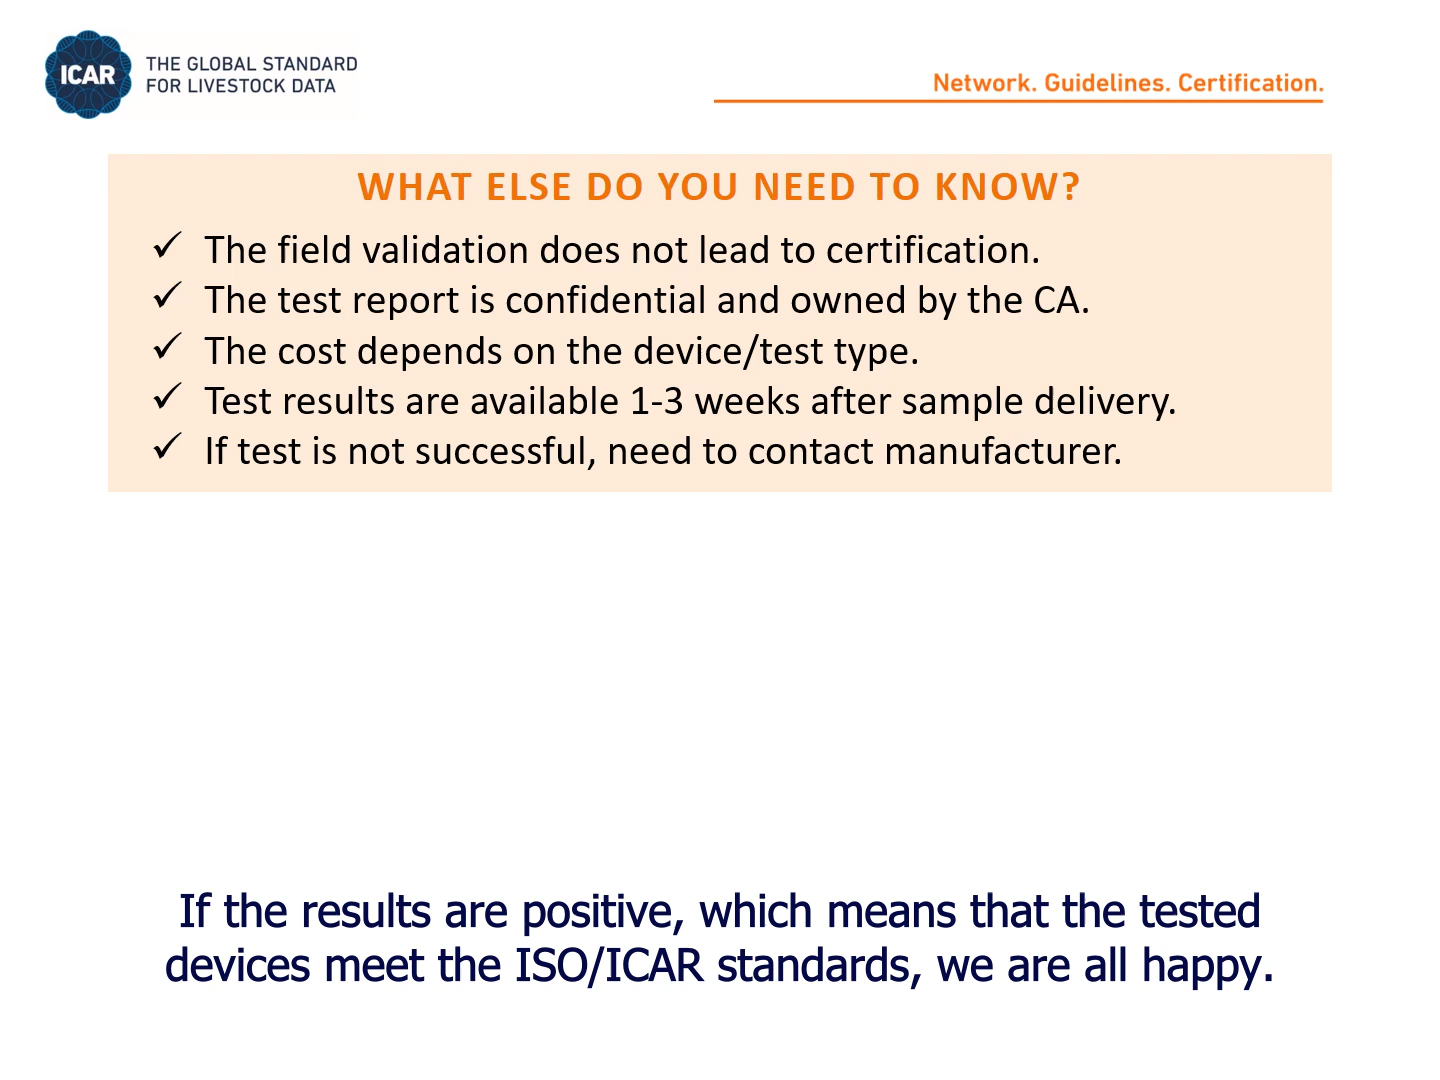 ICAR
THE GLOBAL STANDARD
FOR LIVESTOCK DATA
Network. Guidelines. Certification.
WHAT ELSE DO YOU NEED TO KNOW?
✓ The field validation does not lead to certification.
✓ The test report is confidential and owned by the CA.
✓ The cost depends on the device/test type.
✓ Test results are available 1-3 weeks after sample delivery.
✓ If test is not successful, need to contact manufacturer.
If the results are positive, which means that the tested
devices meet the ISO/ICAR standards, we are all happy.